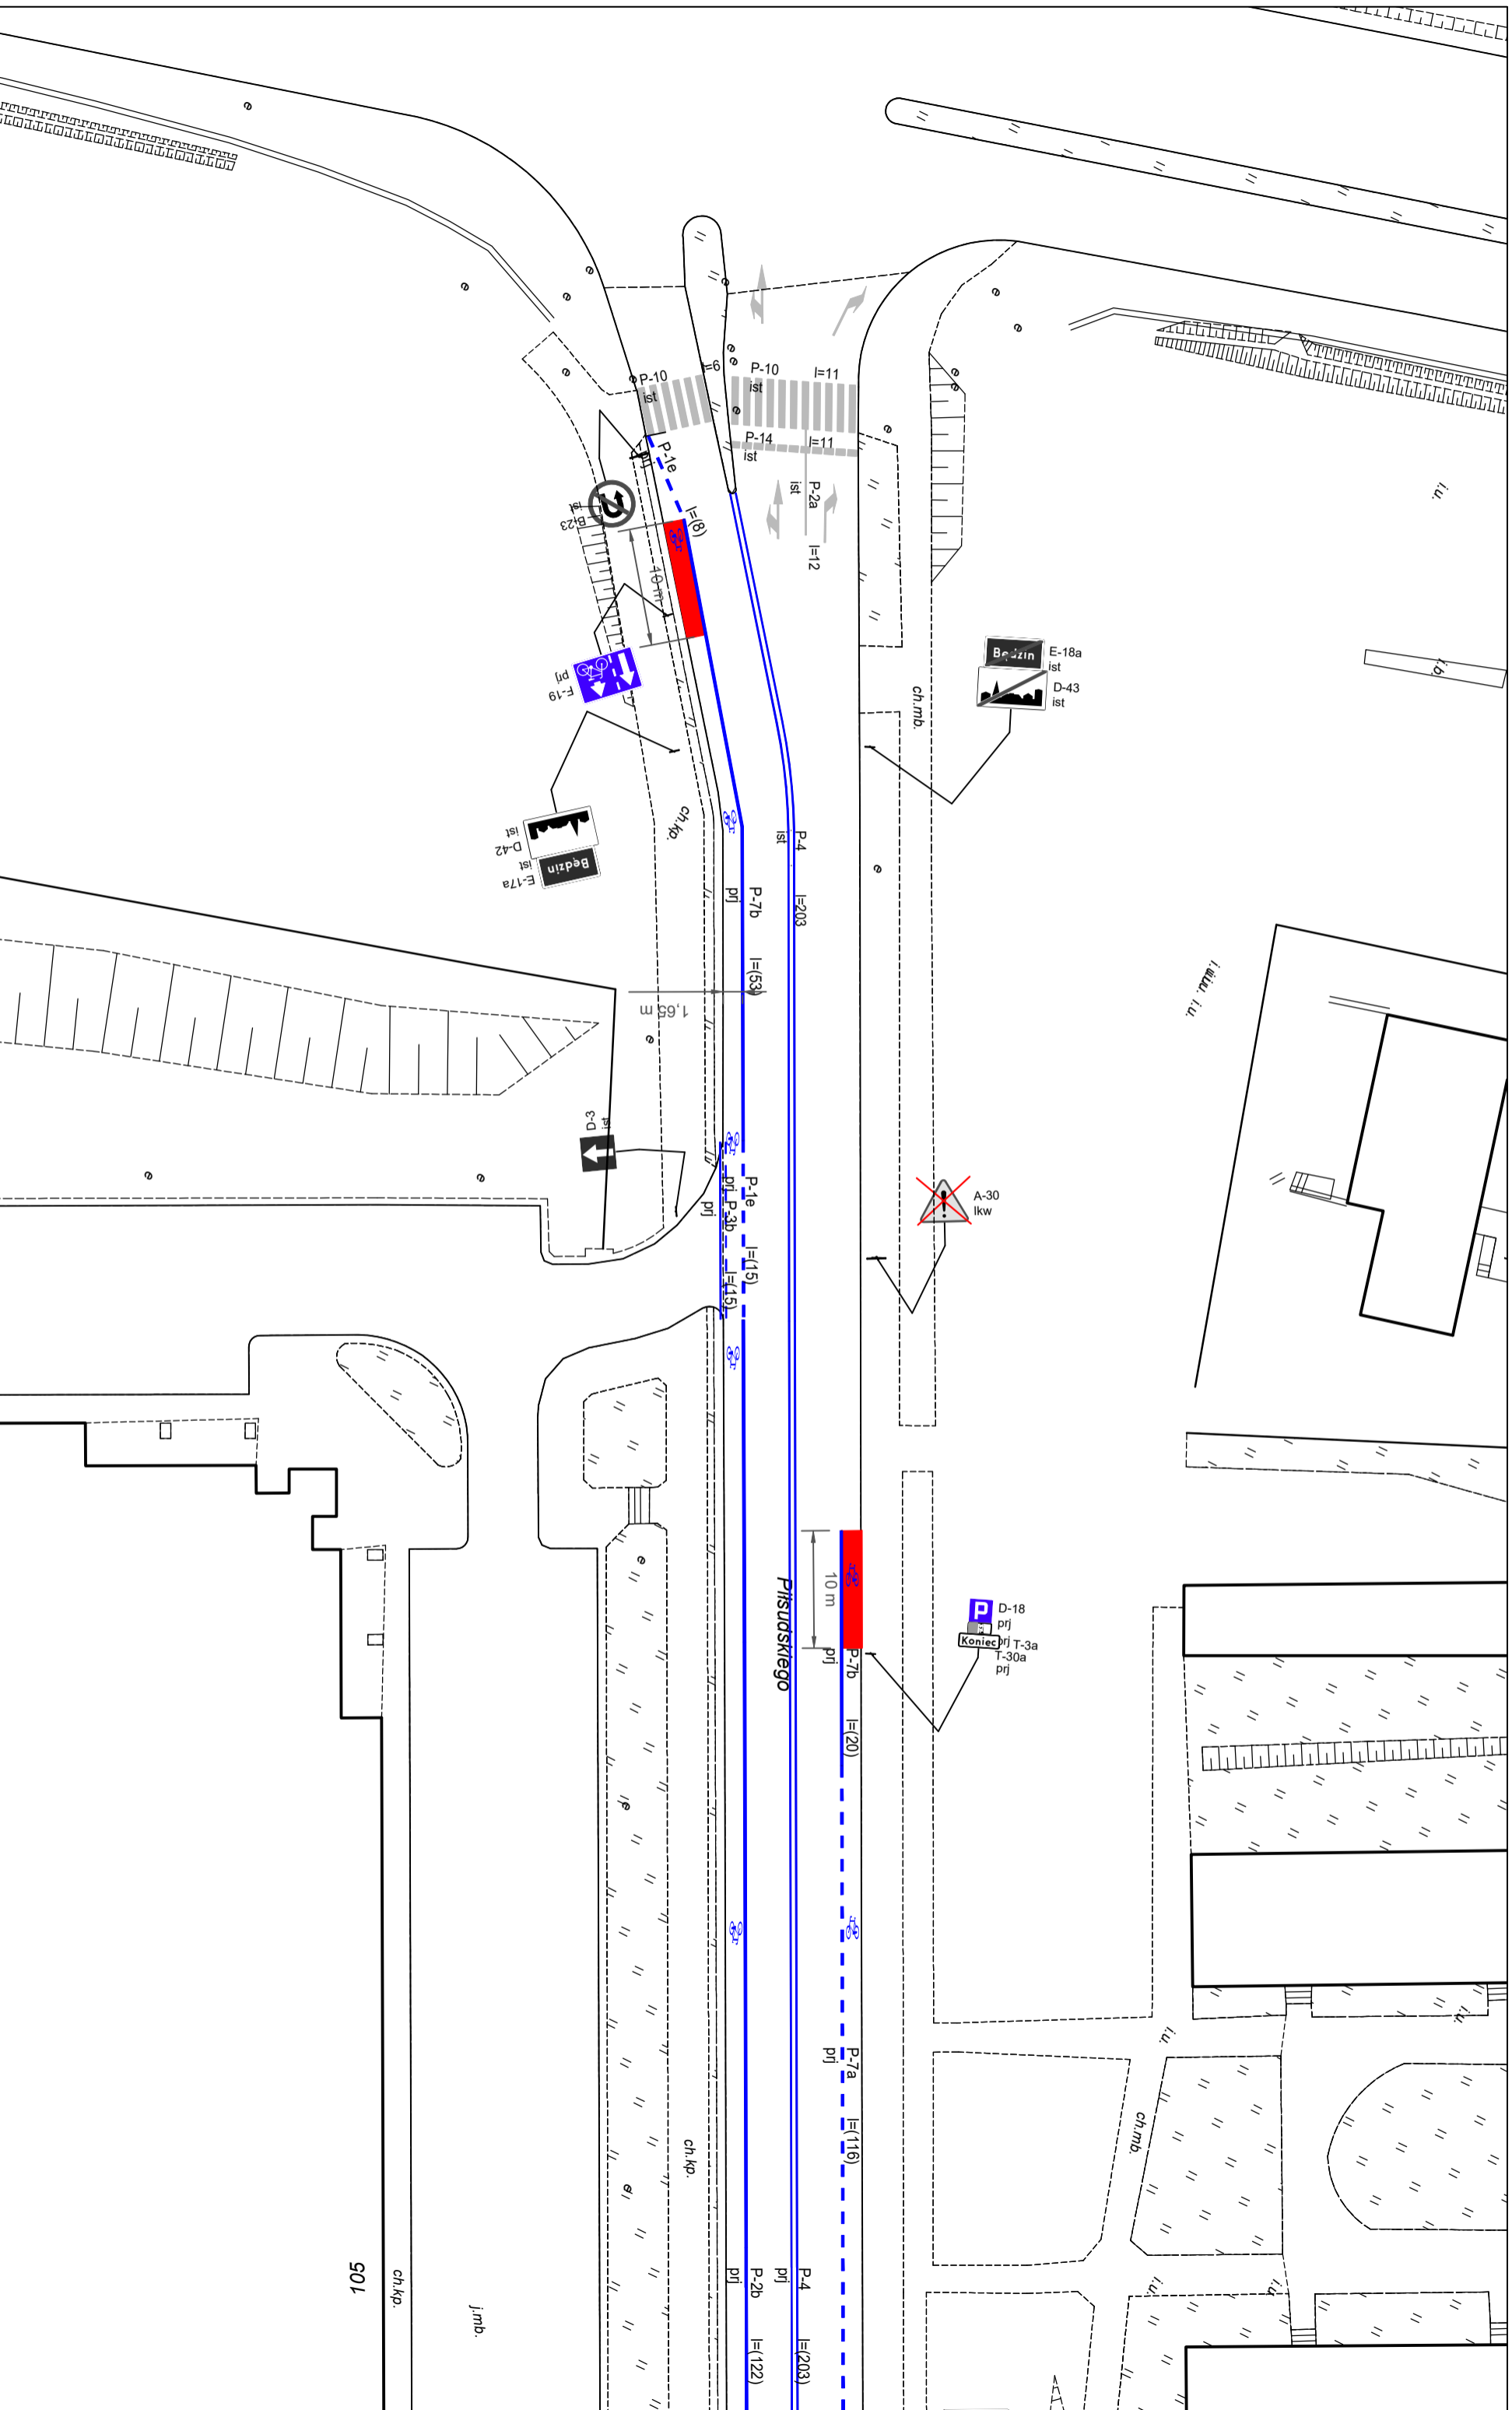 l=6
P-10
ist
P-10
ist
l=11
P-14
ist
l=11
P-1e
prj
P-2a
ist
l=12
l=(8)
B-23
ist
10 m
F-19
prj
Będzin
E-18a
ist
D-43
ist
ch.mb.
i.u.
i.b.
ch.kp.
D-42
ist
Będzin
E-17a
ist
P-4
ist
l=203
P-7b
prj
l=(53)
1,65 m
i.u.
i.u.
D-3
ist
P-1e
prj
l=(15)
P-3b
prj
l=(15)
A-30
lkw
Piłsudskiego
10 m
P
D-18
prj
Koniec
prj T-3a
T-30a
prj
P-7b
prj
l=(20)
P-7a
prj
l=(116)
i.u.
i.u.
ch.kp.
ch.mb.
i.u.
i.u.
105
ch.kp.
j.mb.
P-2b
prj
l=(122)
P-4
prj
l=(203)